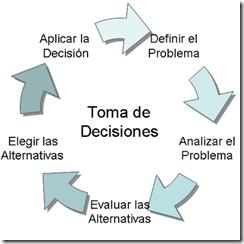 Aplicar la
Decisión
Definir el
Problema
Toma de
Decisiones
Elegir las
Alternativas
Analizar el
Problema
Evaluar las
Alternativas